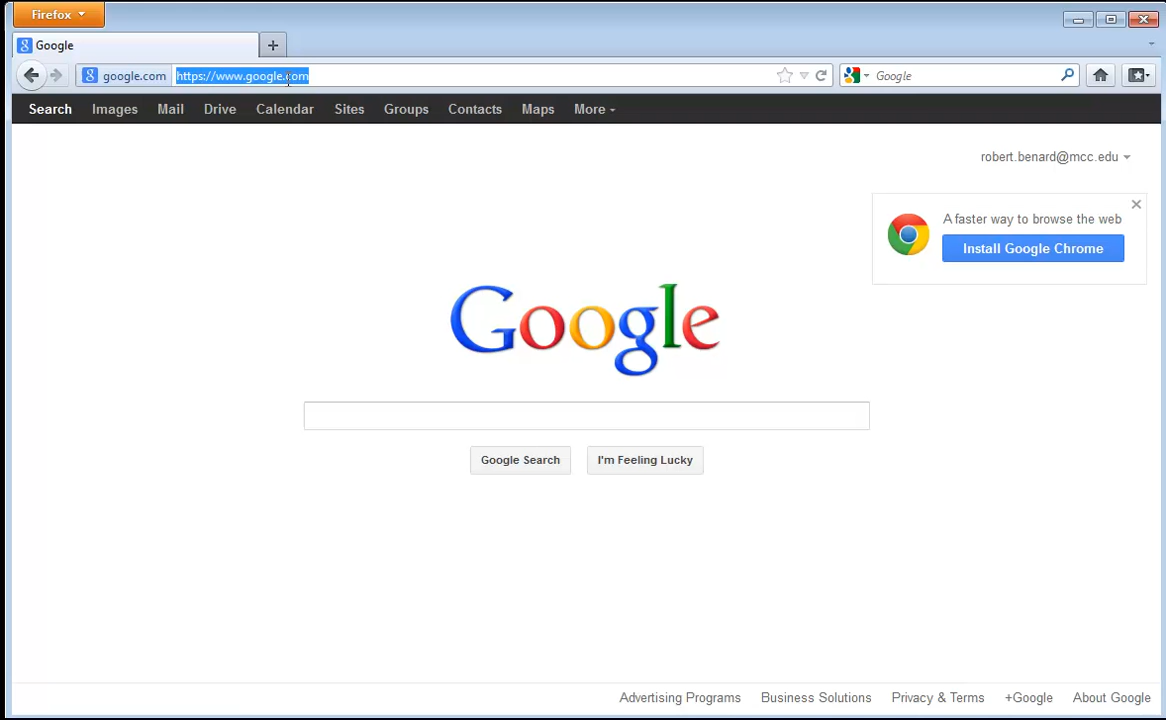 Firefox
Google
google.com https://www.google.com Google
Search Images Mail Drive Calendar Sites Groups Contacts Maps More
robert.benard@mcc.edu
A faster way to browse the web
Install Google Chrome
Google
Google Search I'm Feeling Lucky
Advertising Programs Business Solutions Privacy & Terms +Google About Google